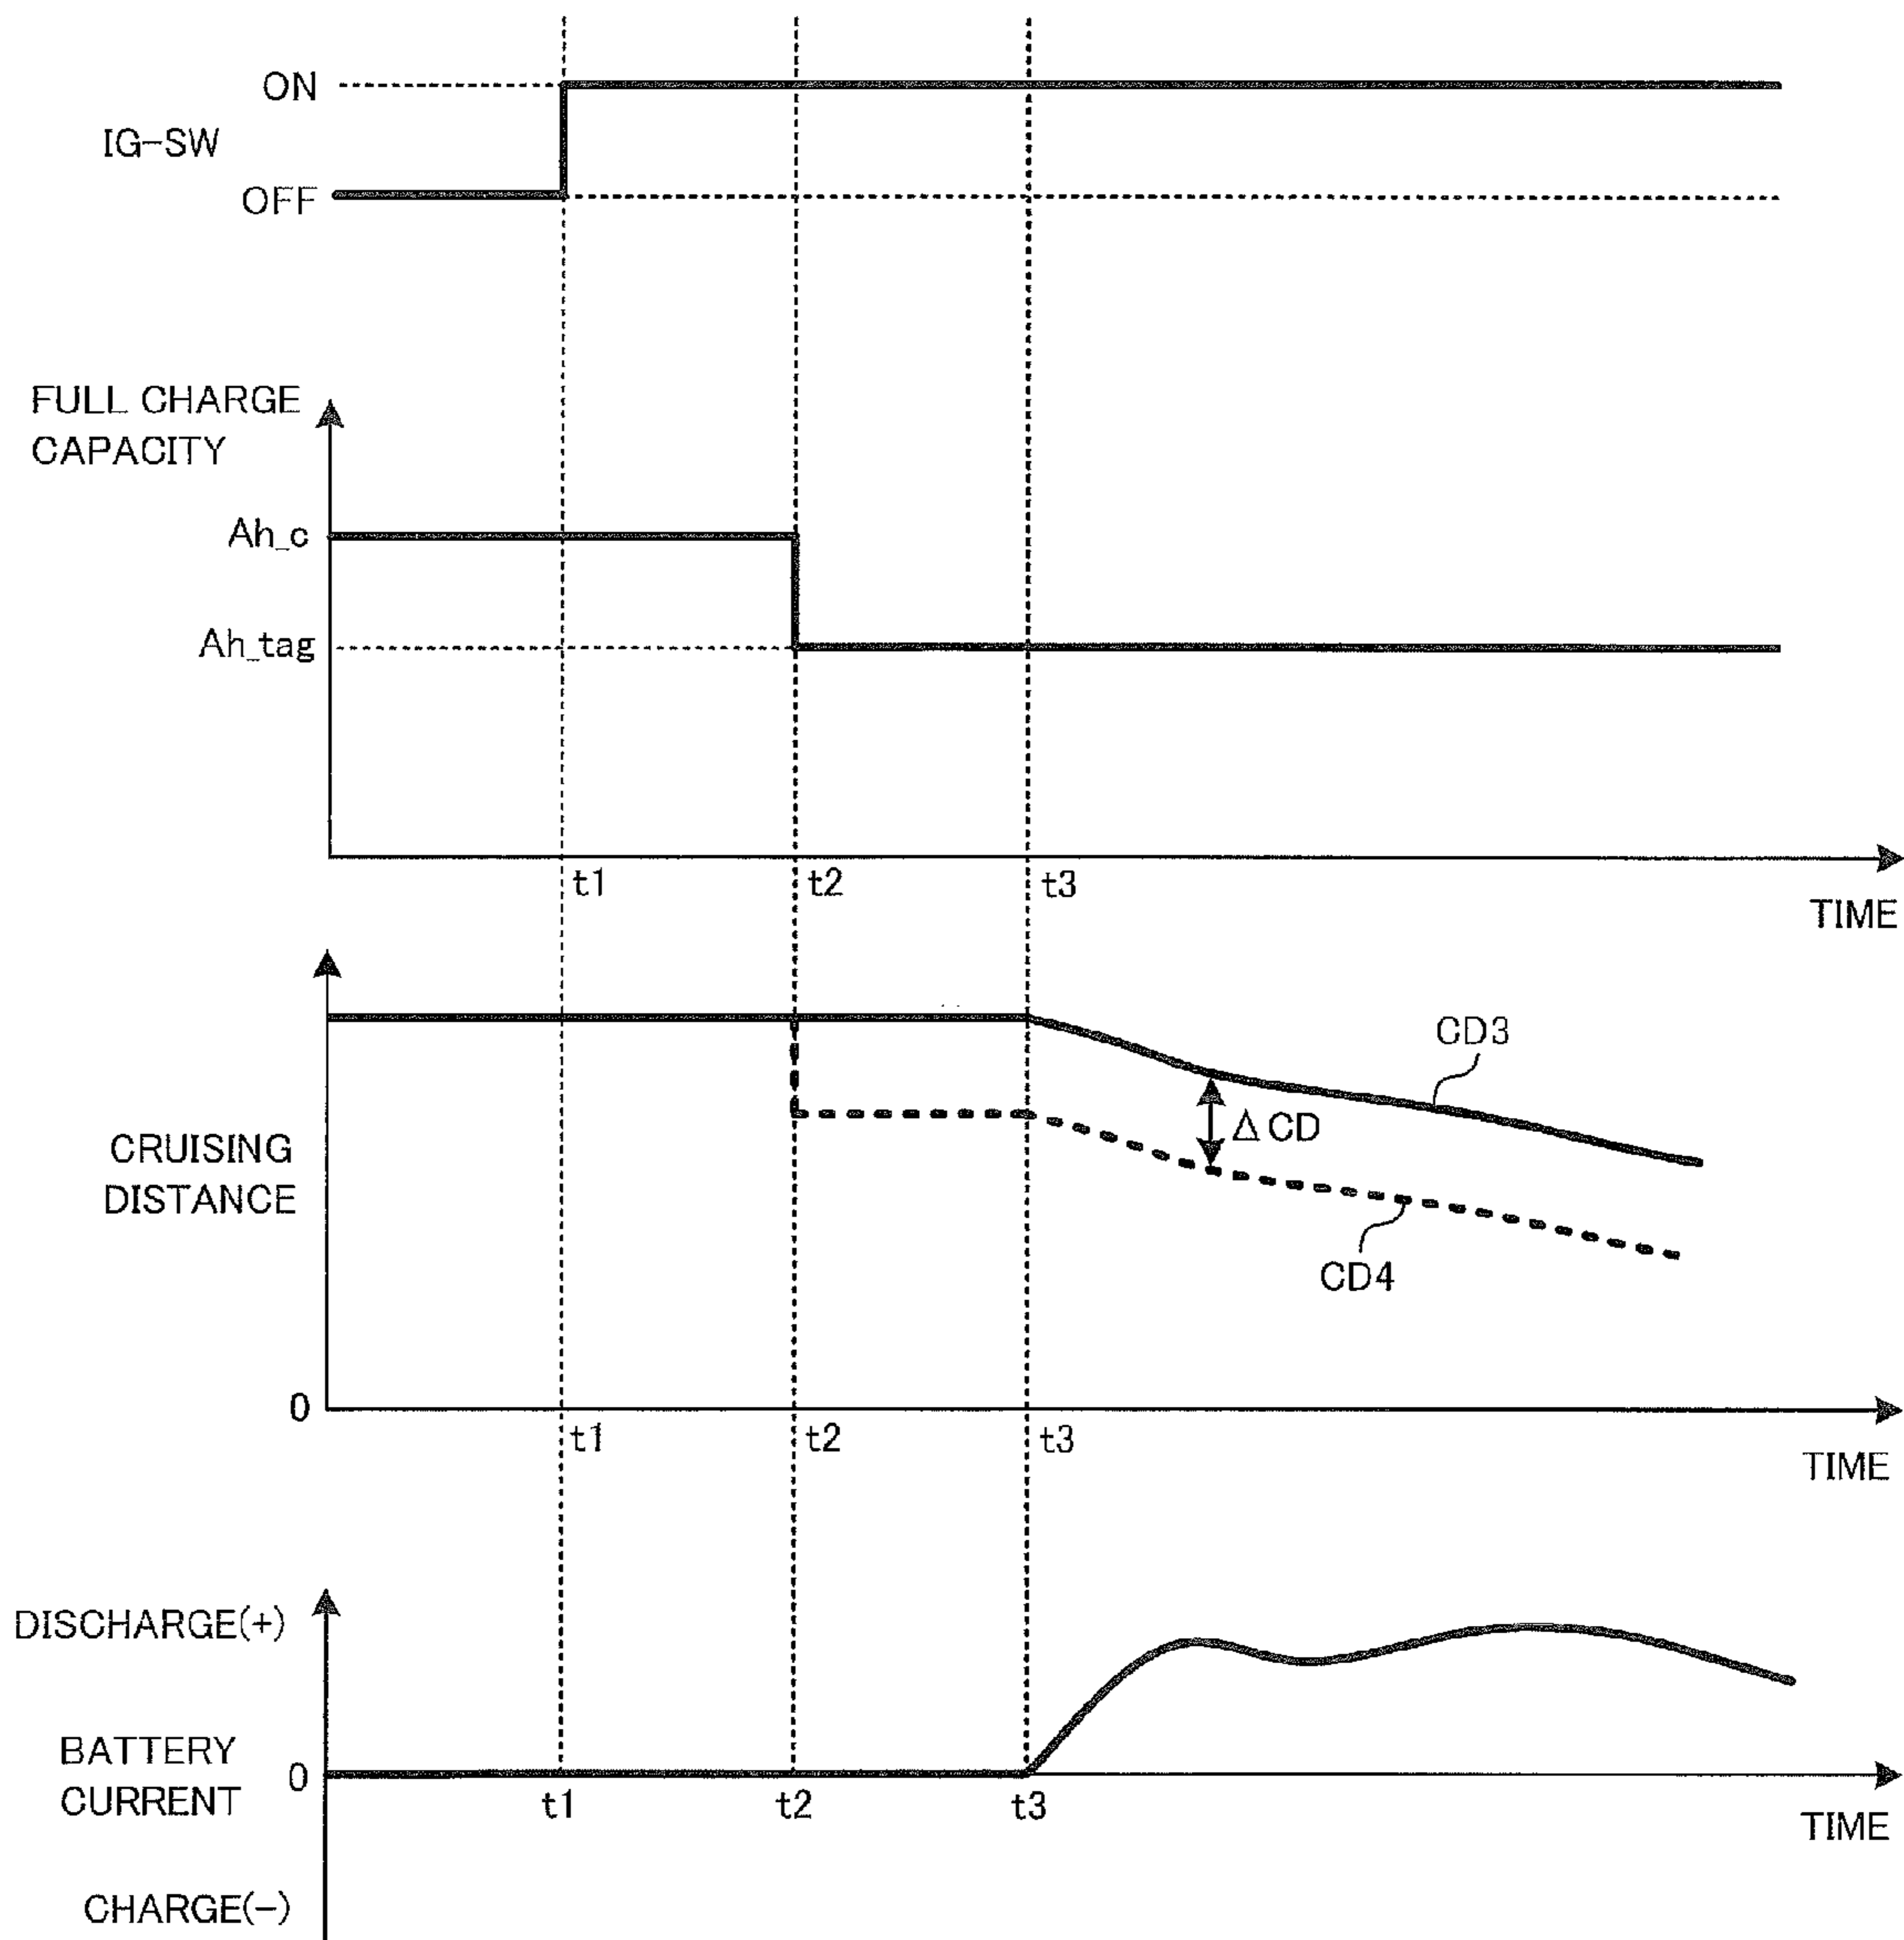 ON
IG-SW
OFF
FULL CHARGE
CAPACITY
Ah_c
Ah_tag
t1 t2 t3
TIME
CD3
ΔCD
CRUISING
DISTANCE
CD4
0
t1 t2 t3
TIME
DISCHARGE(+)
BATTERY
CURRENT
0
t1 t2 t3
TIME
CHARGE(-)